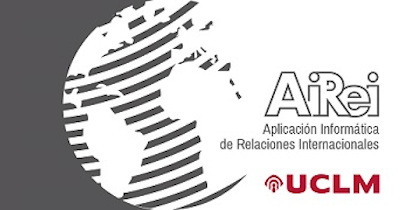 AiRei
Aplicación Informática
de Relaciones Internacionales
UCLM